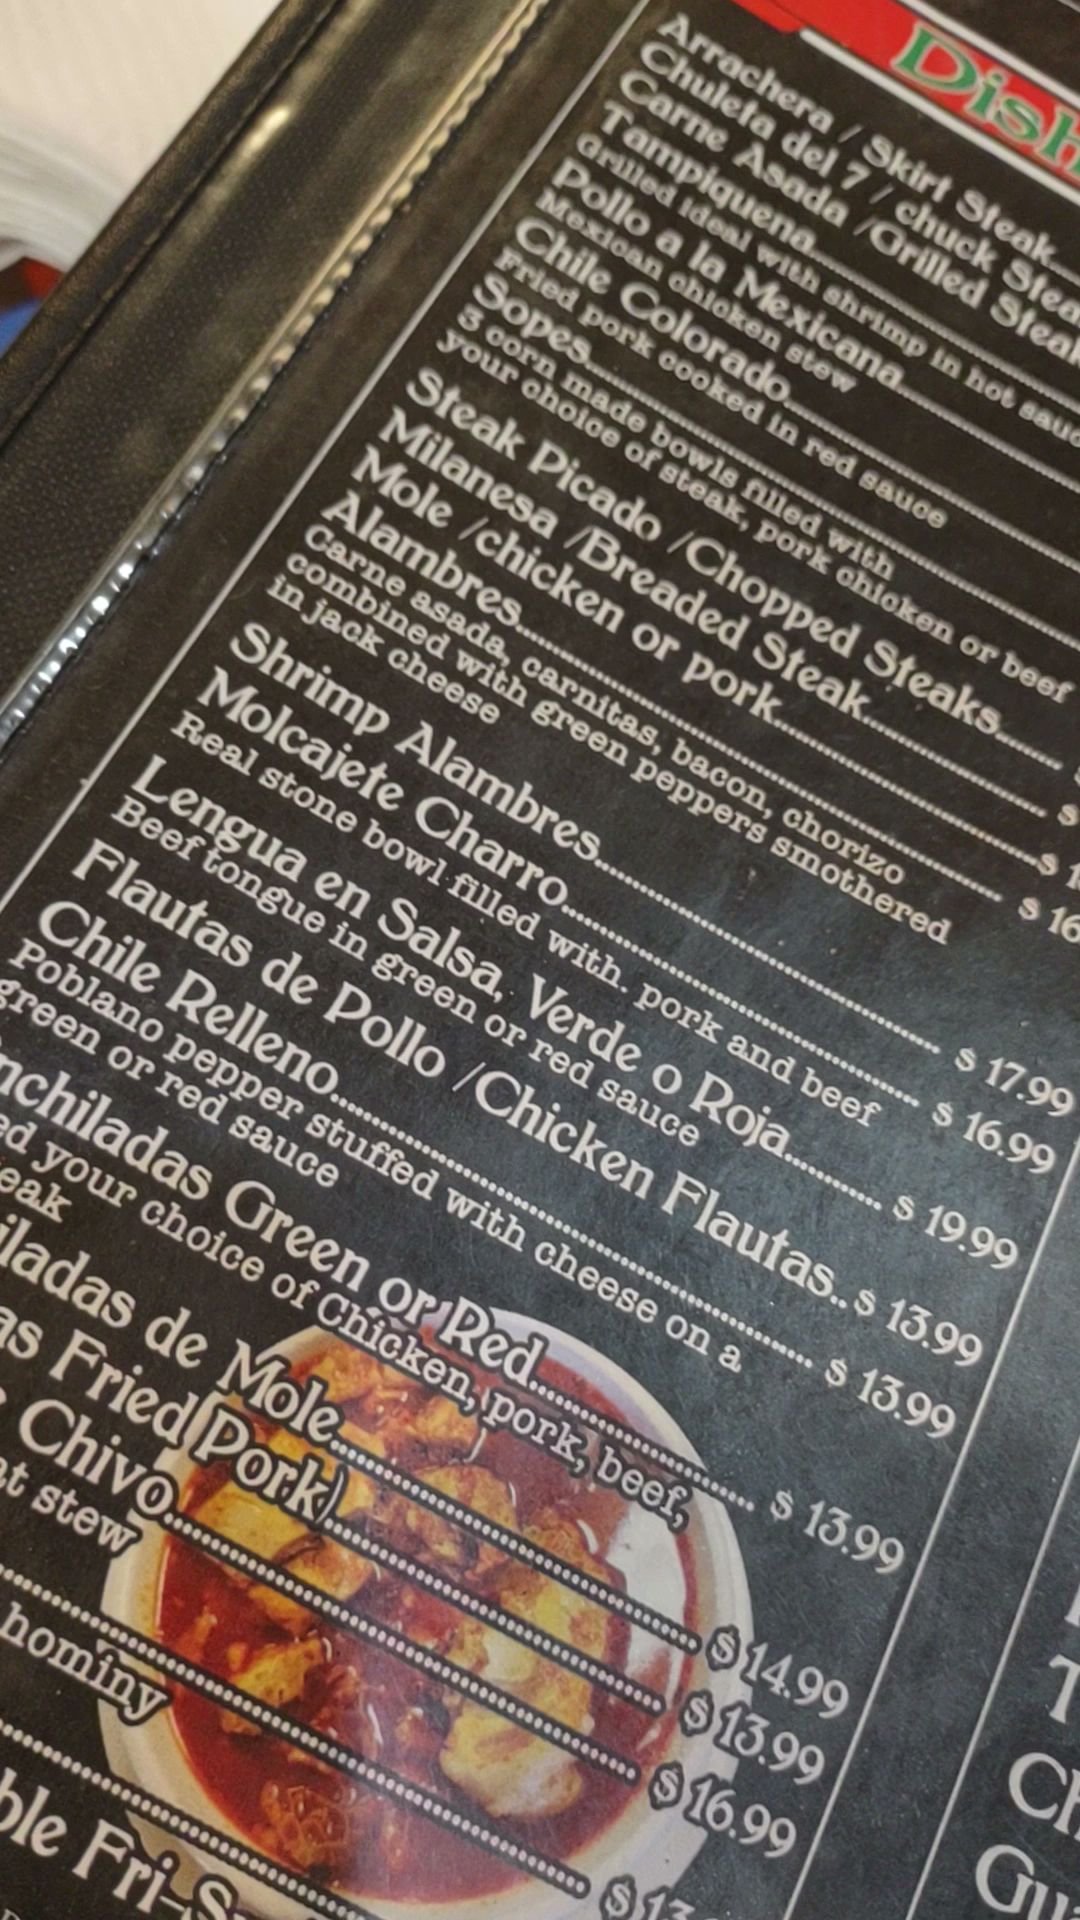 Dish
Arrachera / Skirt Steak
Chuleta del 7 / chuck Stea
Carne Asada /Grilled Steak
Tampiquena
Grilled ideal with shrimp in hot sauc
Pollo a la Mexicana
Mexican chicken stew
Chile Colorado
Fried pork cooked in red sauce
Sopes
3 corn made bowls filled with
your choice of steak, pork chicken or beef
Steak Picado /Chopped Steaks
Milanesa /Breaded Steak
Mole /chicken or pork
Alambres $ 16
Carne asada, carnitas, bacon, chorizo
combined with green peppers smothered
in jack cheese
Shrimp Alambres $ 17.99
Molcajete Charro $ 16.99
Real stone bowl filled with. pork and beef
Lengua en Salsa, Verde o Roja $ 19.99
Beef tongue in green or red sauce
Flautas de Pollo /Chicken Flautas $ 13.99
Chile Relleno $ 13.99
Poblano pepper stuffed with cheese on a
green or red sauce
nchiladas Green or Red $ 13.99
ed your choice of Chicken, pork, beef,
eak
iladas de Mole $ 14.99
as Fried Pork) $ 13.99
Chivo $ 16.99
at stew
$ 13.
hominy
ble Fri-S
T
Ch
Gu